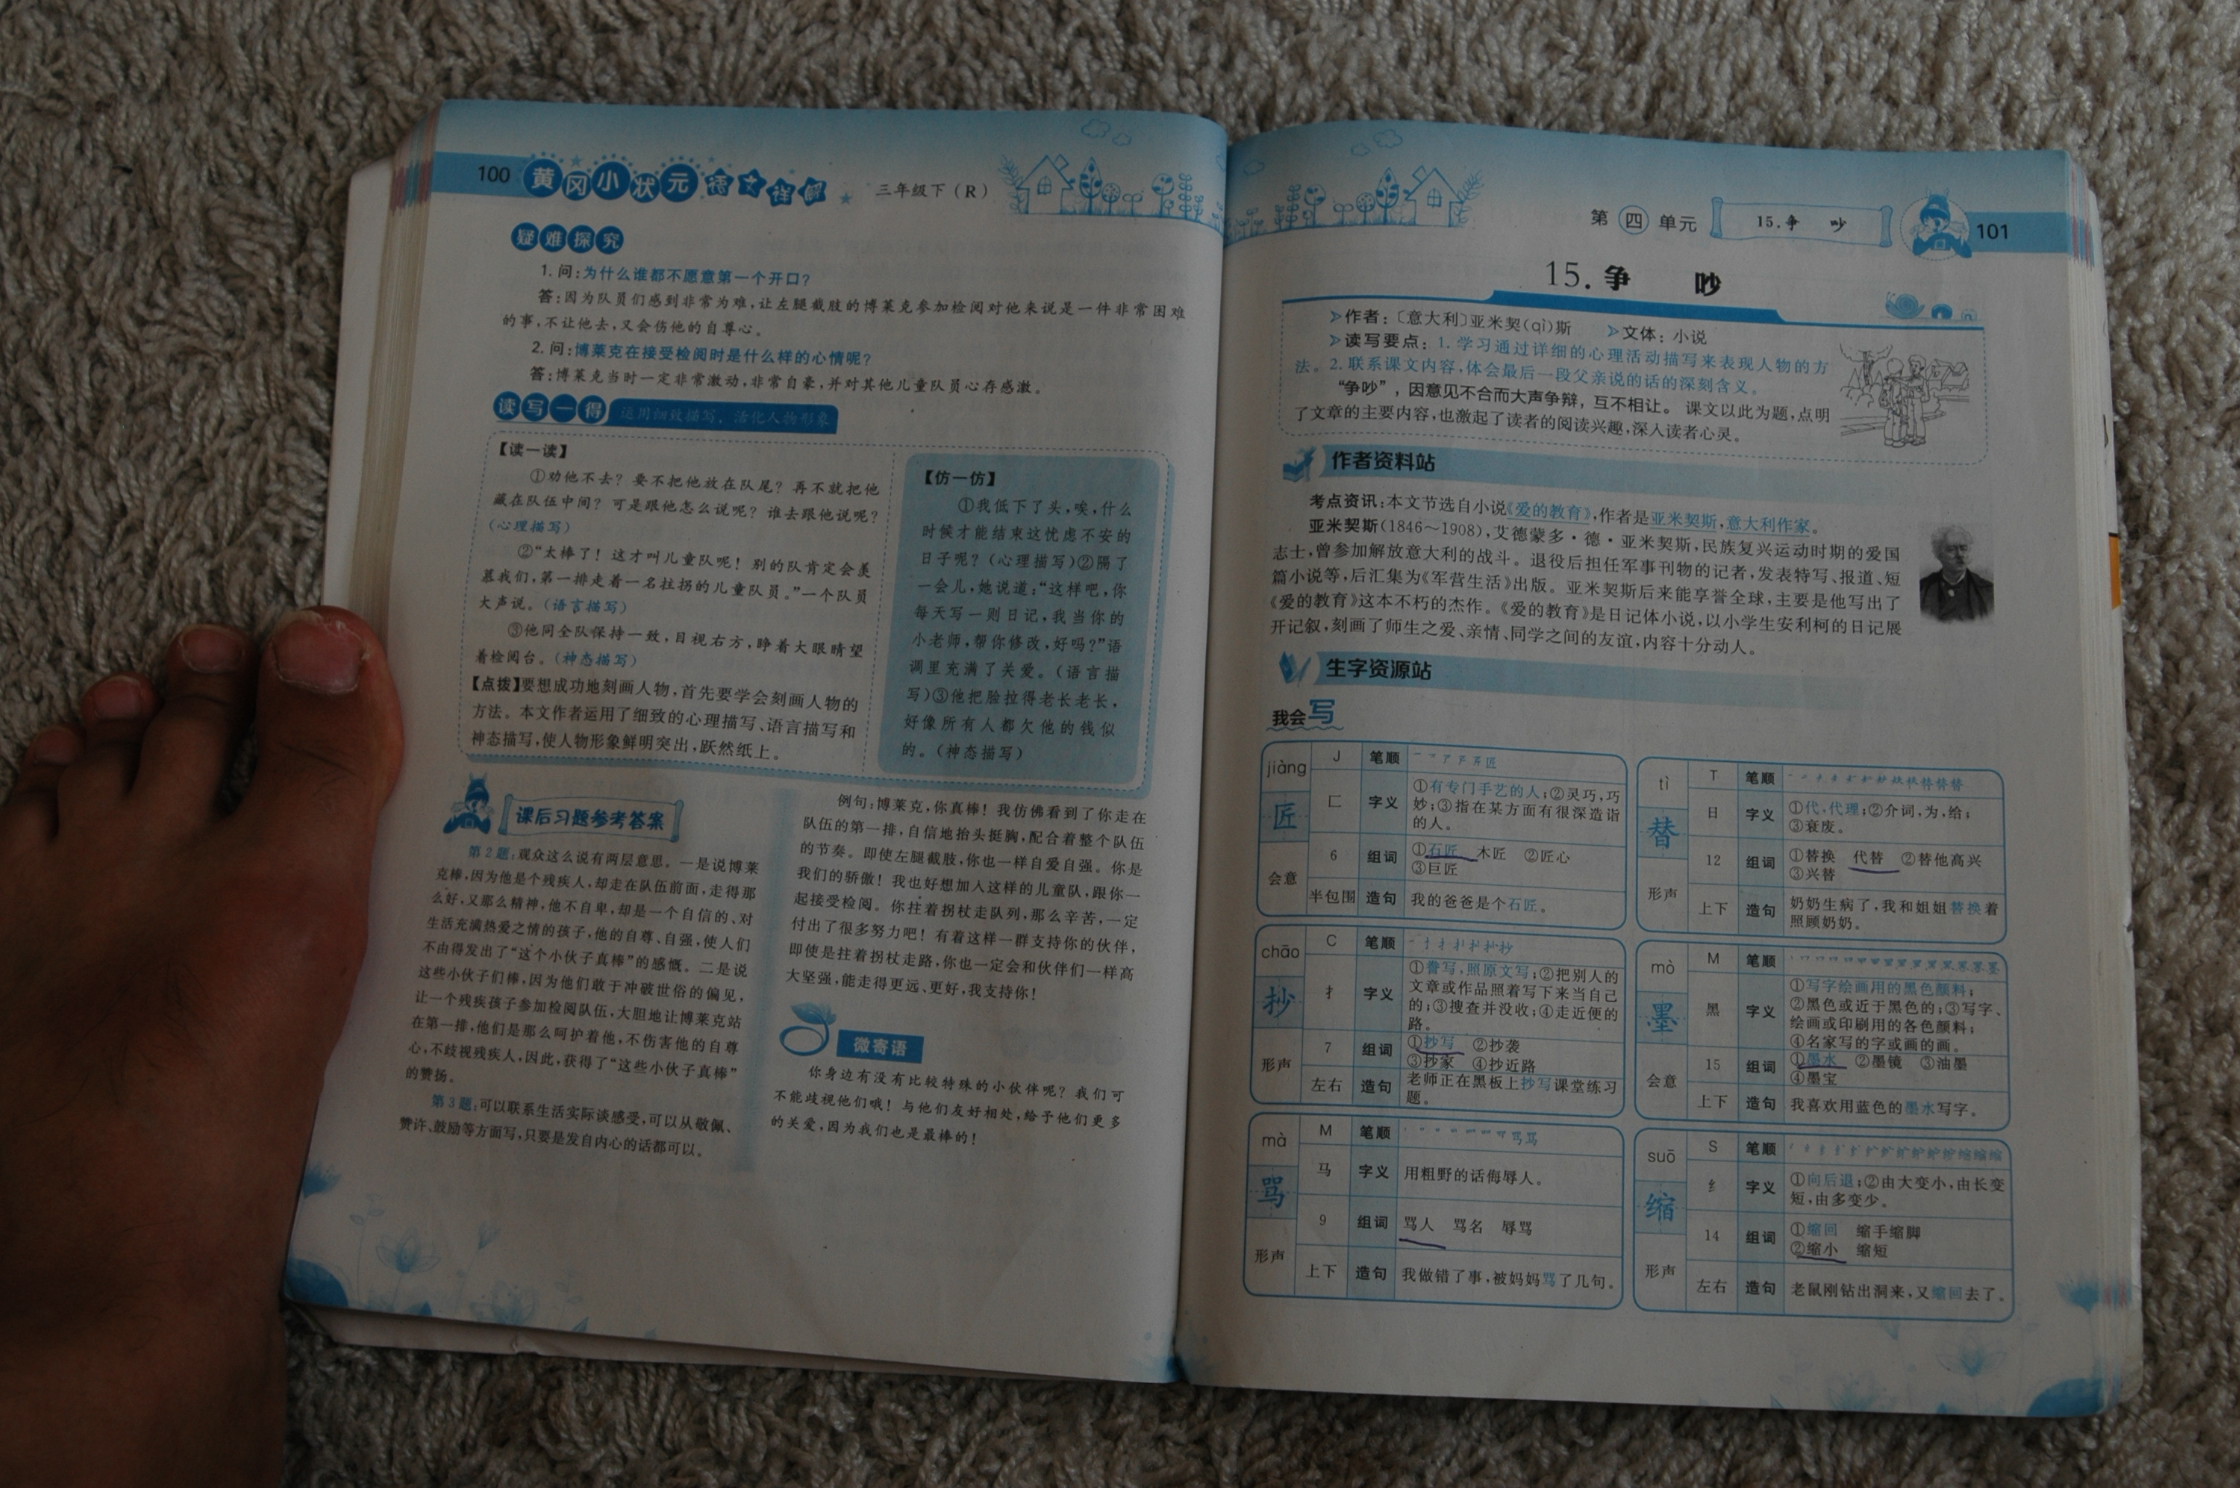 100 黄冈小状元 语文详解 三年级下(R)
疑难探究
1.问:为什么谁都不愿意第一个开口?
答:因为队员们感到非常为难,让左腿截肢的博莱克参加检阅对他来说是一件非常困难
的事,不让他去,又会伤他的自尊心。
2.问:博莱克在接受检阅时是什么样的心情呢?
答:博莱克当时一定非常激动,非常自豪,并对其他儿童队员心存感激。
读写一得 运用细致描写,活化人物形象
【读一读】
①劝他不去?要不把他放在队尾?再不就把他
藏在队伍中间?可是跟他怎么说呢?谁去跟他说呢?
(心理描写)
②“太棒了!这才叫儿童队呢!别的队肯定会羡
慕我们,第一排走着一名拄拐的儿童队员。”一个队员
大声说。(语言描写)
③他同全队保持一致,目视右方,睁着大眼睛望
着检阅台。(神态描写)
【点拨】要想成功地刻画人物,首先要学会刻画人物的
方法。本文作者运用了细致的心理描写、语言描写和
神态描写,使人物形象鲜明突出,跃然纸上。
【仿一仿】
①我低下了头,唉,什么
时候才能结束这忧虑不安的
日子呢?(心理描写)②隔了
一会儿,她说道:“这样吧,你
每天写一则日记,我当你的
小老师,帮你修改,好吗?”语
调里充满了关爱。(语言描
写)③他把脸拉得老长老长,
好像所有人都欠他的钱似
的。(神态描写)
课后习题参考答案
第2题:观众这么说有两层意思。一是说博莱
克棒,因为他是个残疾人,却走在队伍前面,走得那
么好,又那么精神,他不自卑,却是一个自信的、对
生活充满热爱之情的孩子,他的自尊、自强,使人们
不由得发出了“这个小伙子真棒”的感慨。二是说
这些小伙子们棒,因为他们敢于冲破世俗的偏见,
让一个残疾孩子参加检阅队伍,大胆地让博莱克站
在第一排,他们是那么呵护着他,不伤害他的自尊
心,不歧视残疾人,因此,获得了“这些小伙子真棒”
的赞扬。
第3题:可以联系生活实际谈感受,可以从敬佩、
赞许、鼓励等方面写,只要是发自内心的话都可以。
例句:博莱克,你真棒!我仿佛看到了你走在
队伍的第一排,自信地抬头挺胸,配合着整个队伍
的节奏。即使左腿截肢,你也一样自爱自强。你是
我们的骄傲!我也好想加入这样的儿童队,跟你一
起接受检阅。你拄着拐杖走队列,那么辛苦,一定
付出了很多努力吧!有着这样一群支持你的伙伴,
即使是拄着拐杖走路,你也一定会和伙伴们一样高
大坚强,能走得更远、更好,我支持你!
微寄语
你身边有没有比较特殊的小伙伴呢?我们可
不能歧视他们哦!与他们友好相处,给予他们更多
的关爱,因为我们也是最棒的!
第四单元 15.争 吵 101
15.争 吵
作者:〔意大利〕亚米契(qì)斯 文体:小说
读写要点:1.学习通过详细的心理活动描写来表现人物的方
法。2.联系课文内容,体会最后一段父亲说的话的深刻含义。
“争吵”,因意见不合而大声争辩,互不相让。课文以此为题,点明
了文章的主要内容,也激起了读者的阅读兴趣,深入读者心灵。
作者资料站
考点资讯:本文节选自小说《爱的教育》,作者是亚米契斯,意大利作家。
亚米契斯(1846～1908),艾德蒙多·德·亚米契斯,民族复兴运动时期的爱国
志士,曾参加解放意大利的战斗。退役后担任军事刊物的记者,发表特写、报道、短
篇小说等,后汇集为《军营生活》出版。亚米契斯后来能享誉全球,主要是他写出了
《爱的教育》这本不朽的杰作。《爱的教育》是日记体小说,以小学生安利柯的日记展
开记叙,刻画了师生之爱、亲情、同学之间的友谊,内容十分动人。
生字资源站
我会写
jiàng J 笔顺
匠 匚 字义 ①有专门手艺的人;②灵巧,巧
妙;③指在某方面有很深造诣
的人。
会意 6 组词 ①石匠 木匠 ②匠心
③巨匠
半包围 造句 我的爸爸是个石匠。
chāo C 笔顺
抄 扌 字义 ①誊写,照原文写;②把别人的
文章或作品照着写下来当自己
的;③搜查并没收;④走近便的
路。
形声 7 组词 ①抄写 ②抄袭
③抄家 ④抄近路
左右 造句 老师正在黑板上抄写课堂练习
题。
mà M 笔顺
骂 马 字义 用粗野的话侮辱人。
形声 9 组词 骂人 骂名 辱骂
上下 造句 我做错了事,被妈妈骂了几句。
tì T 笔顺
替 日 字义 ①代,代理;②介词,为,给;
③衰废。
形声 12 组词 ①替换 代替 ②替他高兴
③兴替
上下 造句 奶奶生病了,我和姐姐替换着
照顾奶奶。
mò M 笔顺
墨 黑 字义 ①写字绘画用的黑色颜料;
②黑色或近于黑色的;③写字、
绘画或印刷用的各色颜料;
④名家写的字或画的画。
会意 15 组词 ①墨水 ②墨镜 ③油墨
④墨宝
上下 造句 我喜欢用蓝色的墨水写字。
suō S 笔顺
缩 纟 字义 ①向后退;②由大变小,由长变
短,由多变少。
形声 14 组词 ①缩回 缩手缩脚
②缩小 缩短
左右 造句 老鼠刚钻出洞来,又缩回去了。